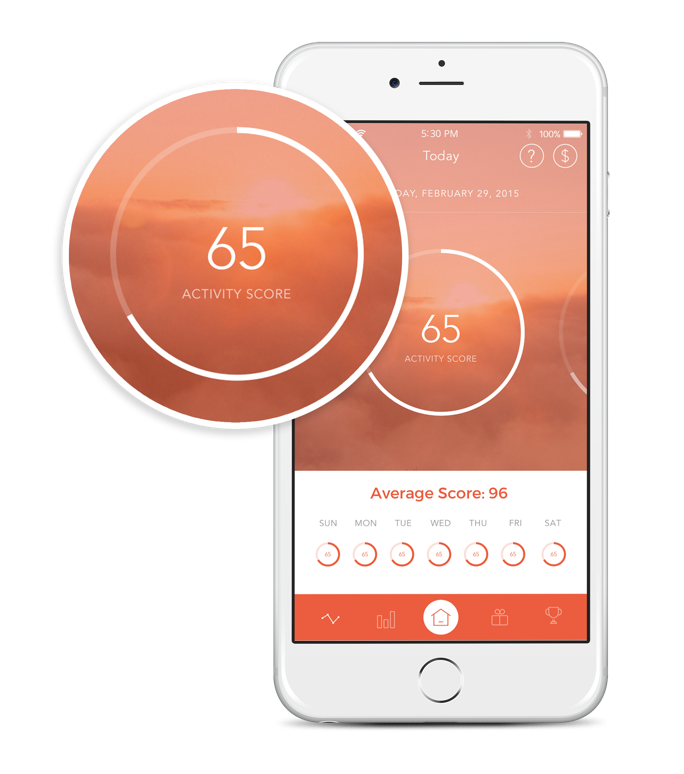 5:30 PM
100%
Today
? $
DAY, FEBRUARY 29, 2015
65
ACTIVITY SCORE
65
ACTIVITY SCORE
Average Score: 96
SUN MON TUE WED THU FRI SAT
65 65 65 65 65 65 65